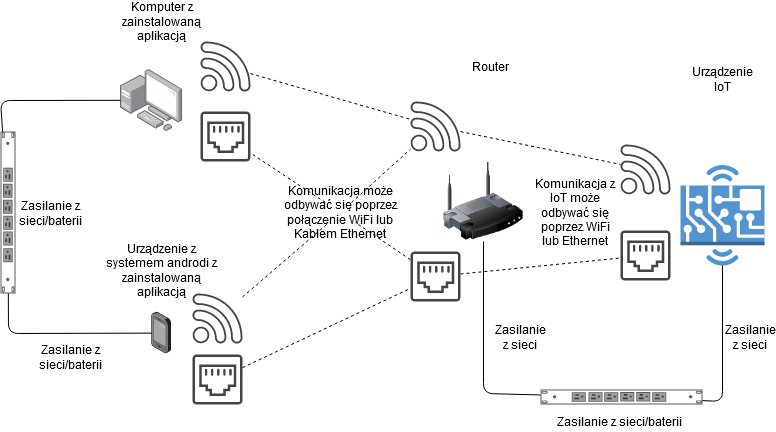 Komputer z
zainstalowaną
aplikacją
Router
Urządzenie
IoT
Zasilanie z
sieci/baterii
Komunikacja może
odbywać się poprzez
połączęnie WiFi lub
Kablem Ethernet
Komunikacja z
IoT może
odbywać się
poprzez WiFi
lub Ethernet
Urządzenie z
systemem androdi z
zainstalowaną
aplikacją
Zasilanie z
sieci/baterii
Zasilanie
z sieci
Zasilanie
z sieci
Zasilanie z sieci/baterii